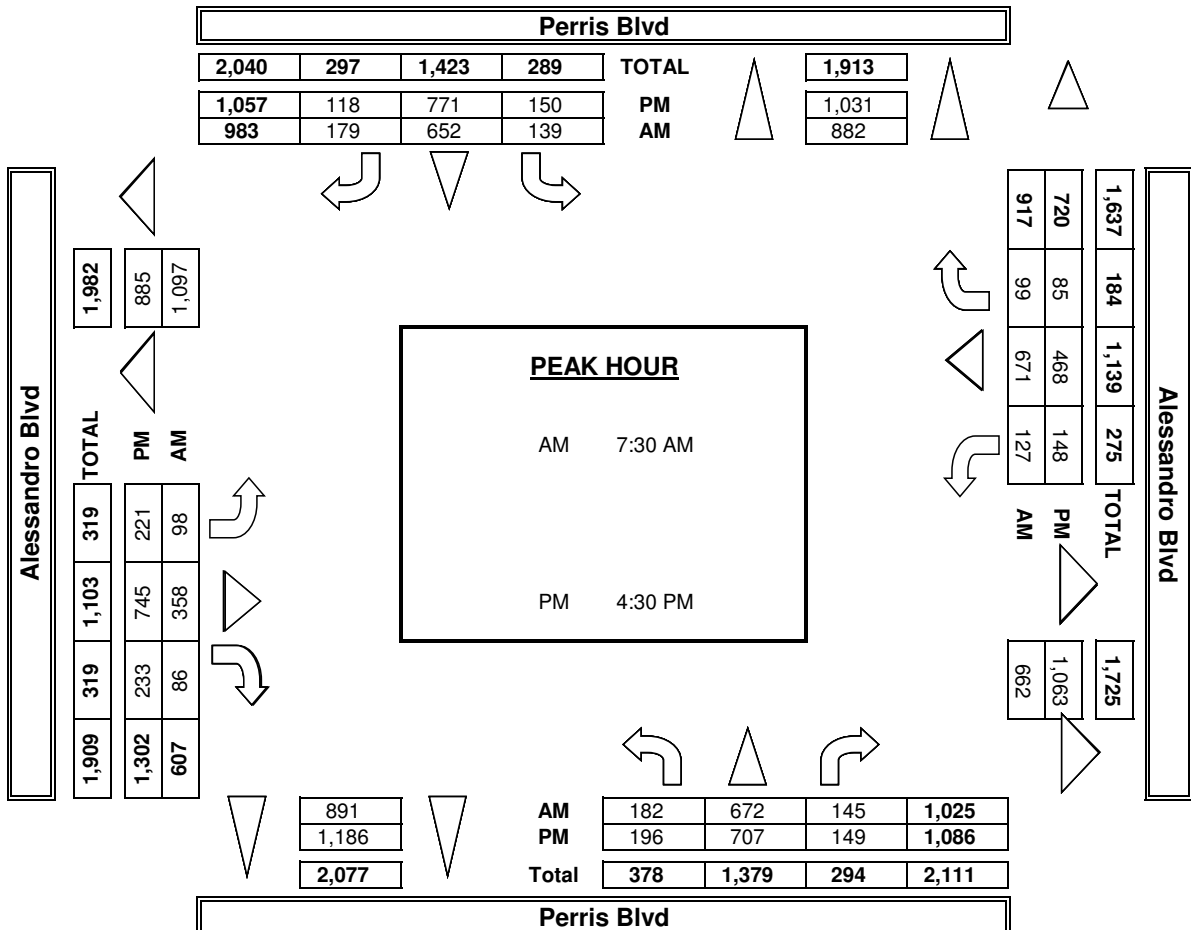 Perris Blvd
2,040 297 1,423 289 TOTAL 1,913
1,057 118 771 150 PM 1,031
983 179 652 139 AM 882
Alessandro Blvd
1,982
885
1,097
TOTAL 319 1,103 319 1,909
PM 221 745 233 1,302
AM 98 358 86 607
PEAK HOUR
AM 7:30 AM
PM 4:30 PM
1,637 184 1,139 275 TOTAL
720 85 468 148 PM
917 99 671 127 AM
1,725
1,063
662
Alessandro Blvd
891 AM 182 672 145 1,025
1,186 PM 196 707 149 1,086
2,077 Total 378 1,379 294 2,111
Perris Blvd